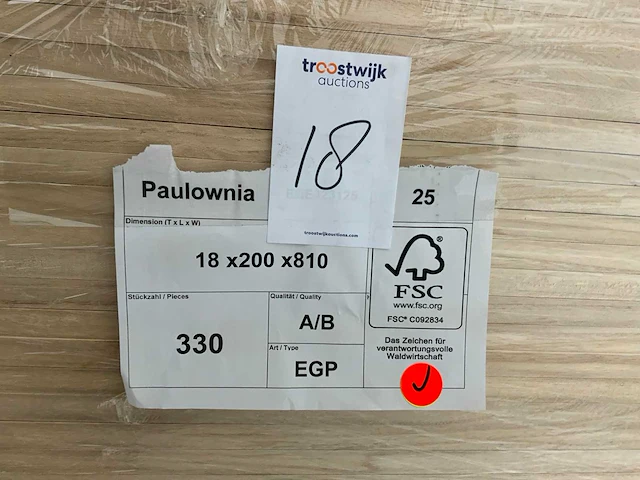 troostwijk
auctions
18
troostwijkauctions.com
Paulownia
25
Dimension (T x L x W)
18 x200 x810
Stückzahl / Pieces
330
Qualität / Quality
A/B
Art / Type
EGP
FSC
www.fsc.org
FSC® C092834
Das Zeichen für
verantwortungsvolle
Waldwirtschaft